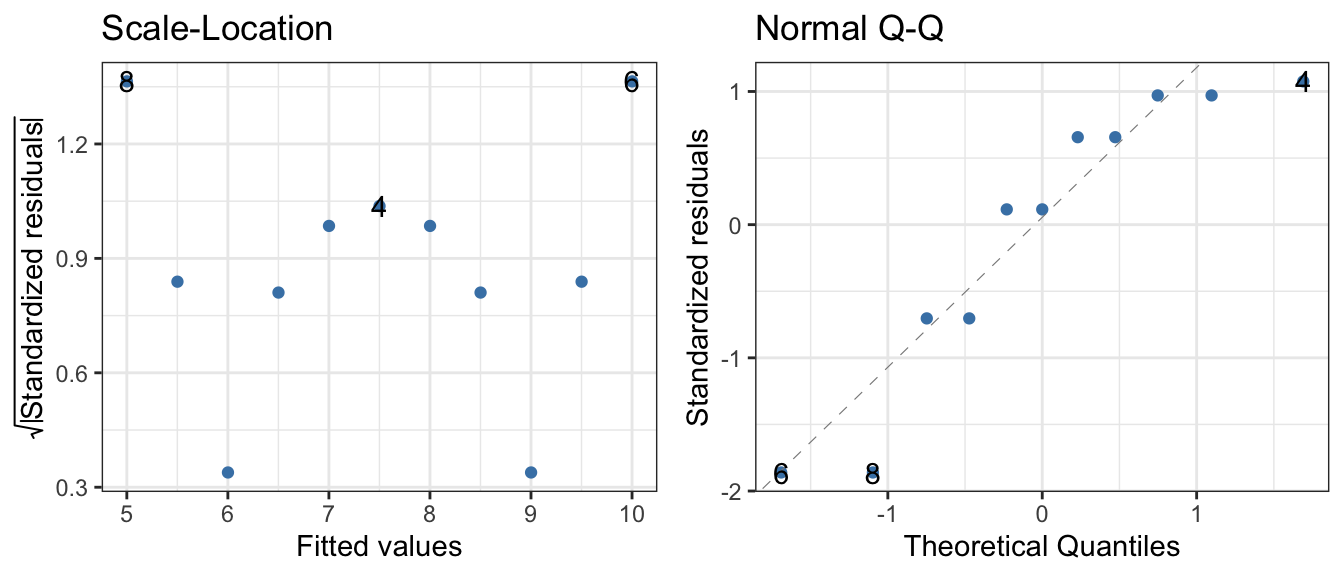 Scale-Location
√|Standardized residuals|
1.2
0.9
0.6
0.3
8
6
4
5 6 7 8 9 10
Fitted values
Normal Q-Q
Standardized residuals
1
0
-1
-2
4
6
8
-1 0 1
Theoretical Quantiles